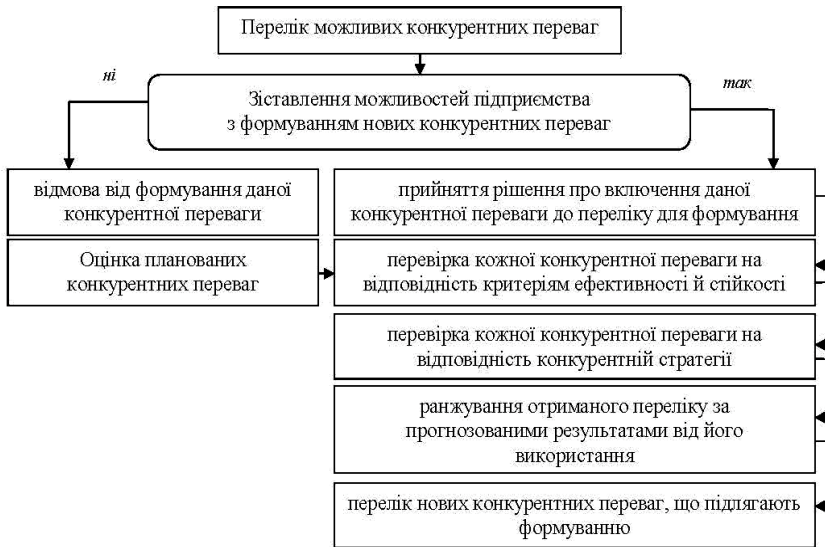 Перелік можливих конкурентних переваг
ні
так
Зіставлення можливостей підприємства
з формуванням нових конкурентних переваг
відмова від формування даної
конкурентної переваги
прийняття рішення про включення даної
конкурентної переваги до переліку для формування
Оцінка планованих
конкурентних переваг
перевірка кожної конкурентної переваги на
відповідність критеріям ефективності й стійкості
перевірка кожної конкурентної переваги на
відповідність конкурентній стратегії
ранжування отриманого переліку за
прогнозованими результатами від його
використання
перелік нових конкурентних переваг, що підлягають
формуванню